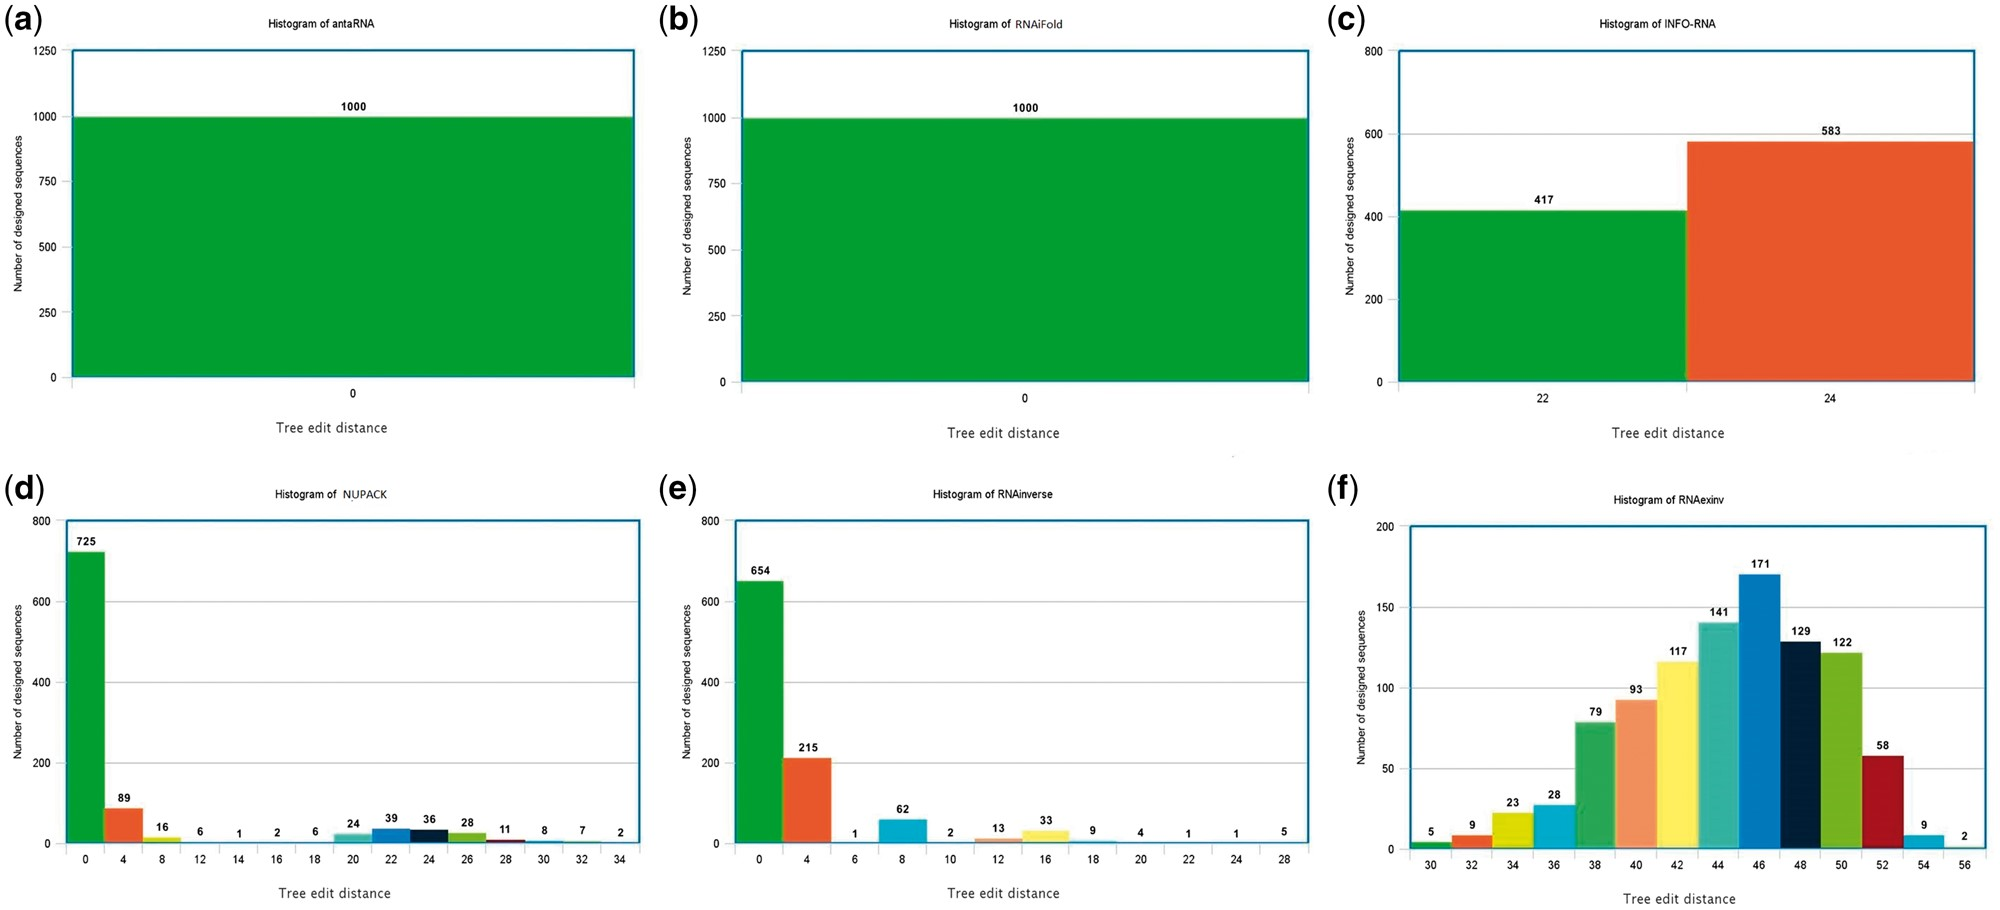 (a)
Histogram of antaRNA
Number of designed sequences
1250
1000
750
500
250
0
1000
0
Tree edit distance
(b)
Histogram of RNAiFold
Number of designed sequences
1250
1000
750
500
250
0
1000
0
Tree edit distance
(c)
Histogram of INFO-RNA
Number of designed sequences
800
600
400
200
0
417 583
22 24
Tree edit distance
(d)
Histogram of NUPACK
Number of designed sequences
800
600
400
200
0
725 89 16 6 1 2 6 24 39 36 28 11 8 7 2
0 4 8 12 14 16 18 20 22 24 26 28 30 32 34
Tree edit distance
(e)
Histogram of RNAinverse
Number of designed sequences
800
600
400
200
0
654 215 1 62 2 13 33 9 4 1 1 5
0 4 6 8 10 12 16 18 20 22 24 28
Tree edit distance
(f)
Histogram of RNAexinv
Number of designed sequences
200
150
100
50
0
5 9 23 28 79 93 117 141 171 129 122 58 9 2
30 32 34 36 38 40 42 44 46 48 50 52 54 56
Tree edit distance